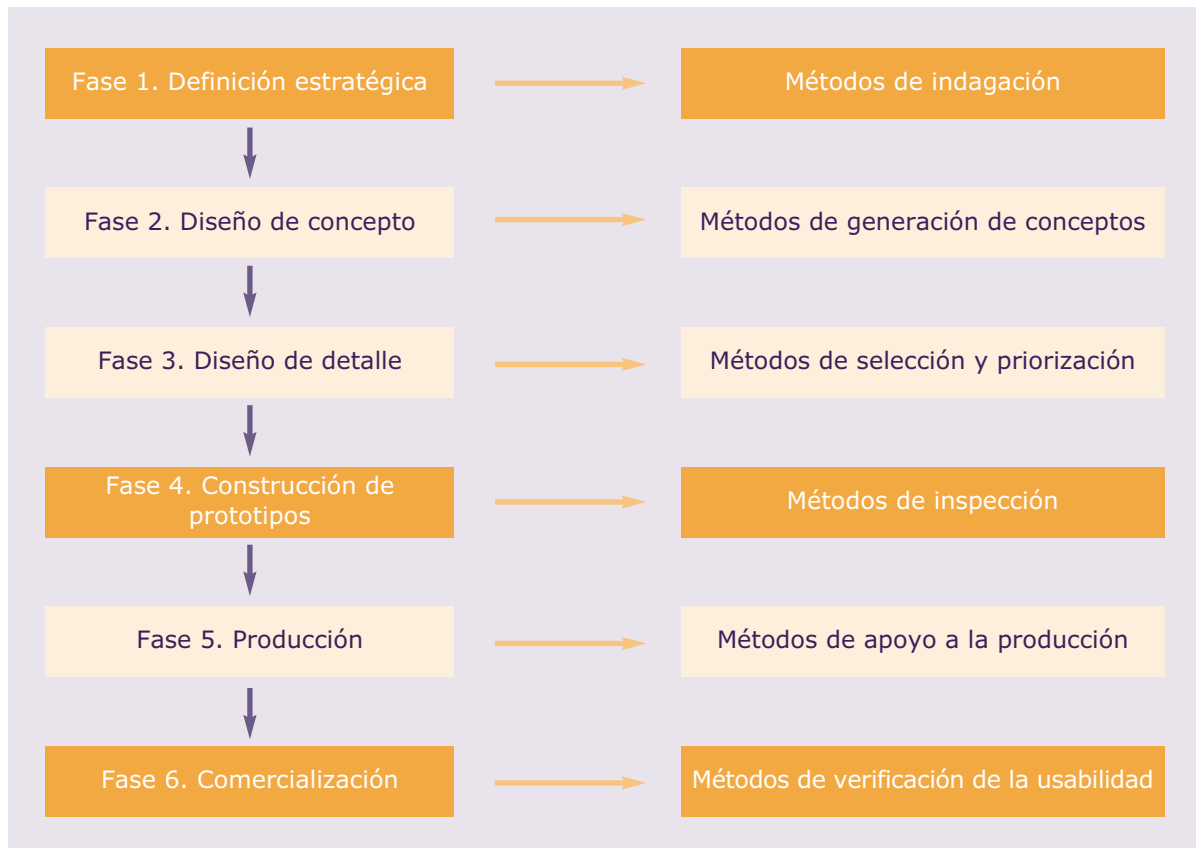 Fase 1. Definición estratégica
Métodos de indagación
Fase 2. Diseño de concepto
Métodos de generación de conceptos
Fase 3. Diseño de detalle
Métodos de selección y priorización
Fase 4. Construcción de
prototipos
Métodos de inspección
Fase 5. Producción
Métodos de apoyo a la producción
Fase 6. Comercialización
Métodos de verificación de la usabilidad